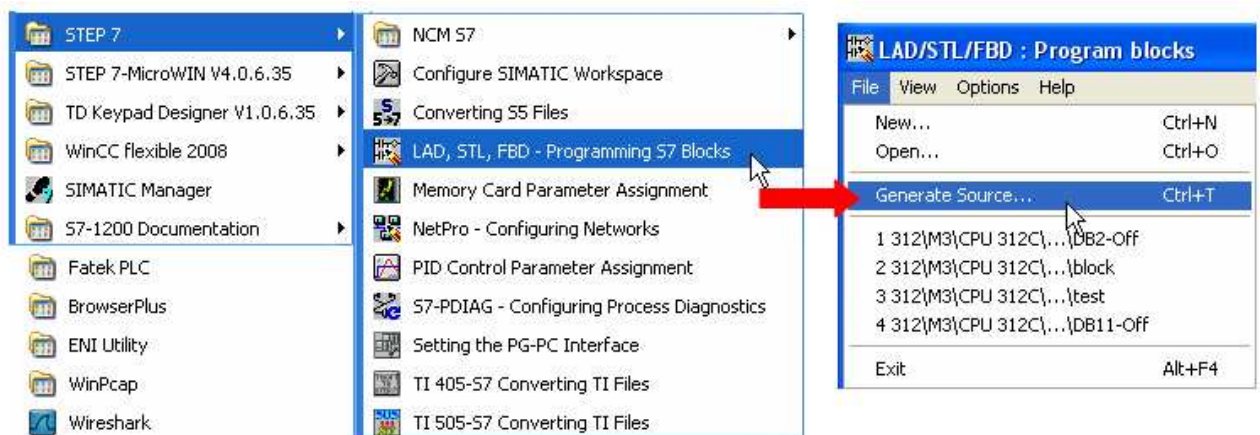 STEP 7
STEP 7-MicroWIN V4.0.6.35
TD Keypad Designer V1.0.6.35
WinCC flexible 2008
SIMATIC Manager
S7-1200 Documentation
Fatek PLC
BrowserPlus
ENI Utility
WinPcap
Wireshark
NCM S7
Configure SIMATIC Workspace
Converting S5 Files
LAD, STL, FBD - Programming S7 Blocks
Memory Card Parameter Assignment
NetPro - Configuring Networks
PID Control Parameter Assignment
S7-PDIAG - Configuring Process Diagnostics
Setting the PG-PC Interface
TI 405-S7 Converting TI Files
TI 505-S7 Converting TI Files
LAD/STL/FBD : Program blocks
File View Options Help
New... Ctrl+N
Open... Ctrl+O
Generate Source... Ctrl+T
1 312\M3\CPU 312C\...\DB2-Off
2 312\M3\CPU 312C\...\block
3 312\M3\CPU 312C\...\test
4 312\M3\CPU 312C\...\DB11-Off
Exit Alt+F4